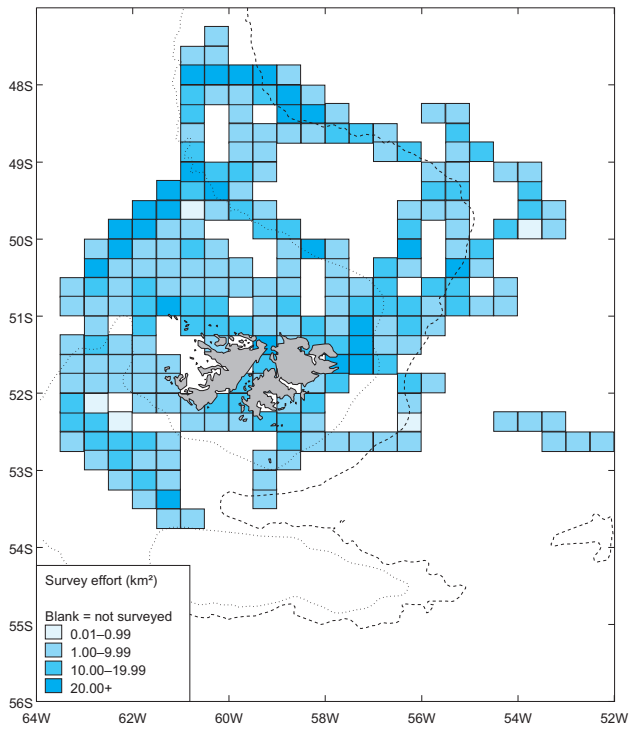 48S
49S
50S
51S
52S
53S
54S
55S
56S
Survey effort (km²)
Blank = not surveyed
0.01–0.99
1.00–9.99
10.00–19.99
20.00+
64W 62W 60W 58W 56W 54W 52W